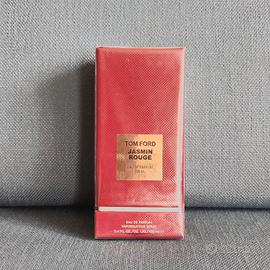 TOM FORD
JASMIN
ROUGE
EAU DE PARFUM
VAPORISATEUR SPRAY